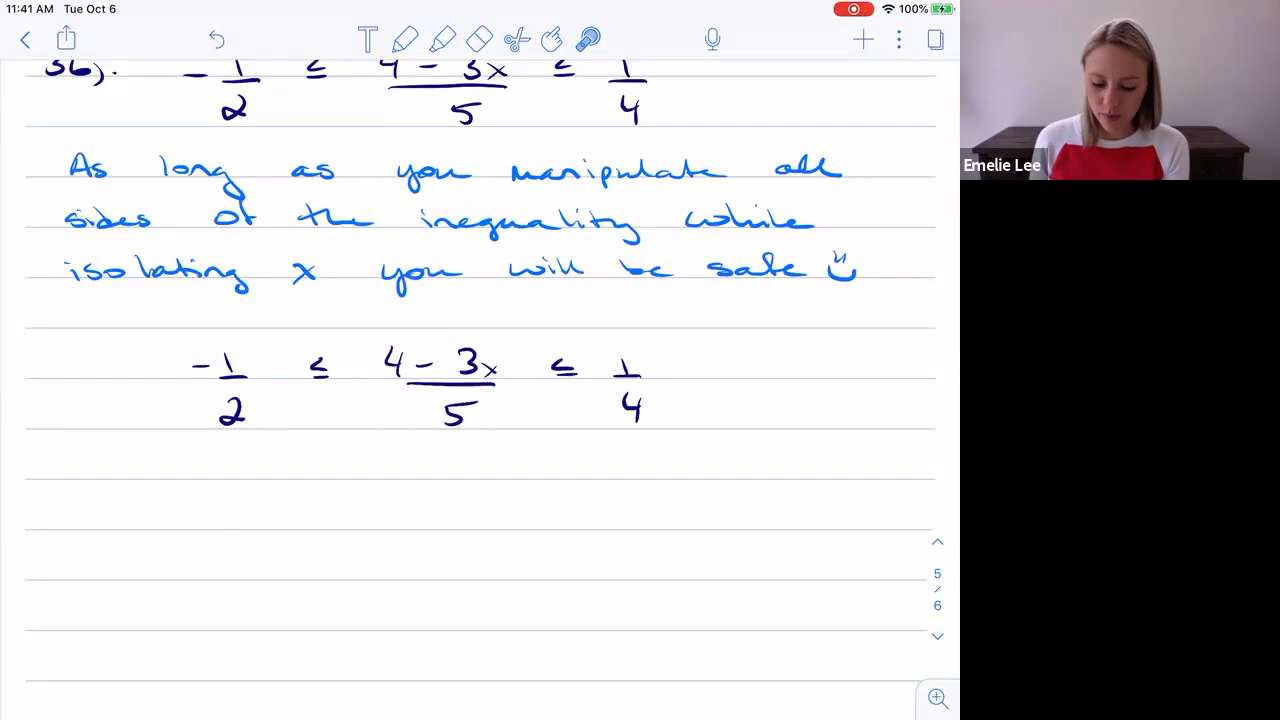 11:41 AM Tue Oct 6
100%
36). - 1/2 ≤ (4 - 3x)/5 ≤ 1/4
As long as you manipulate all
sides of the inequality while
isolating x you will be safe
- 1/2 ≤ (4 - 3x)/5 ≤ 1/4
5
/
6
Emelie Lee